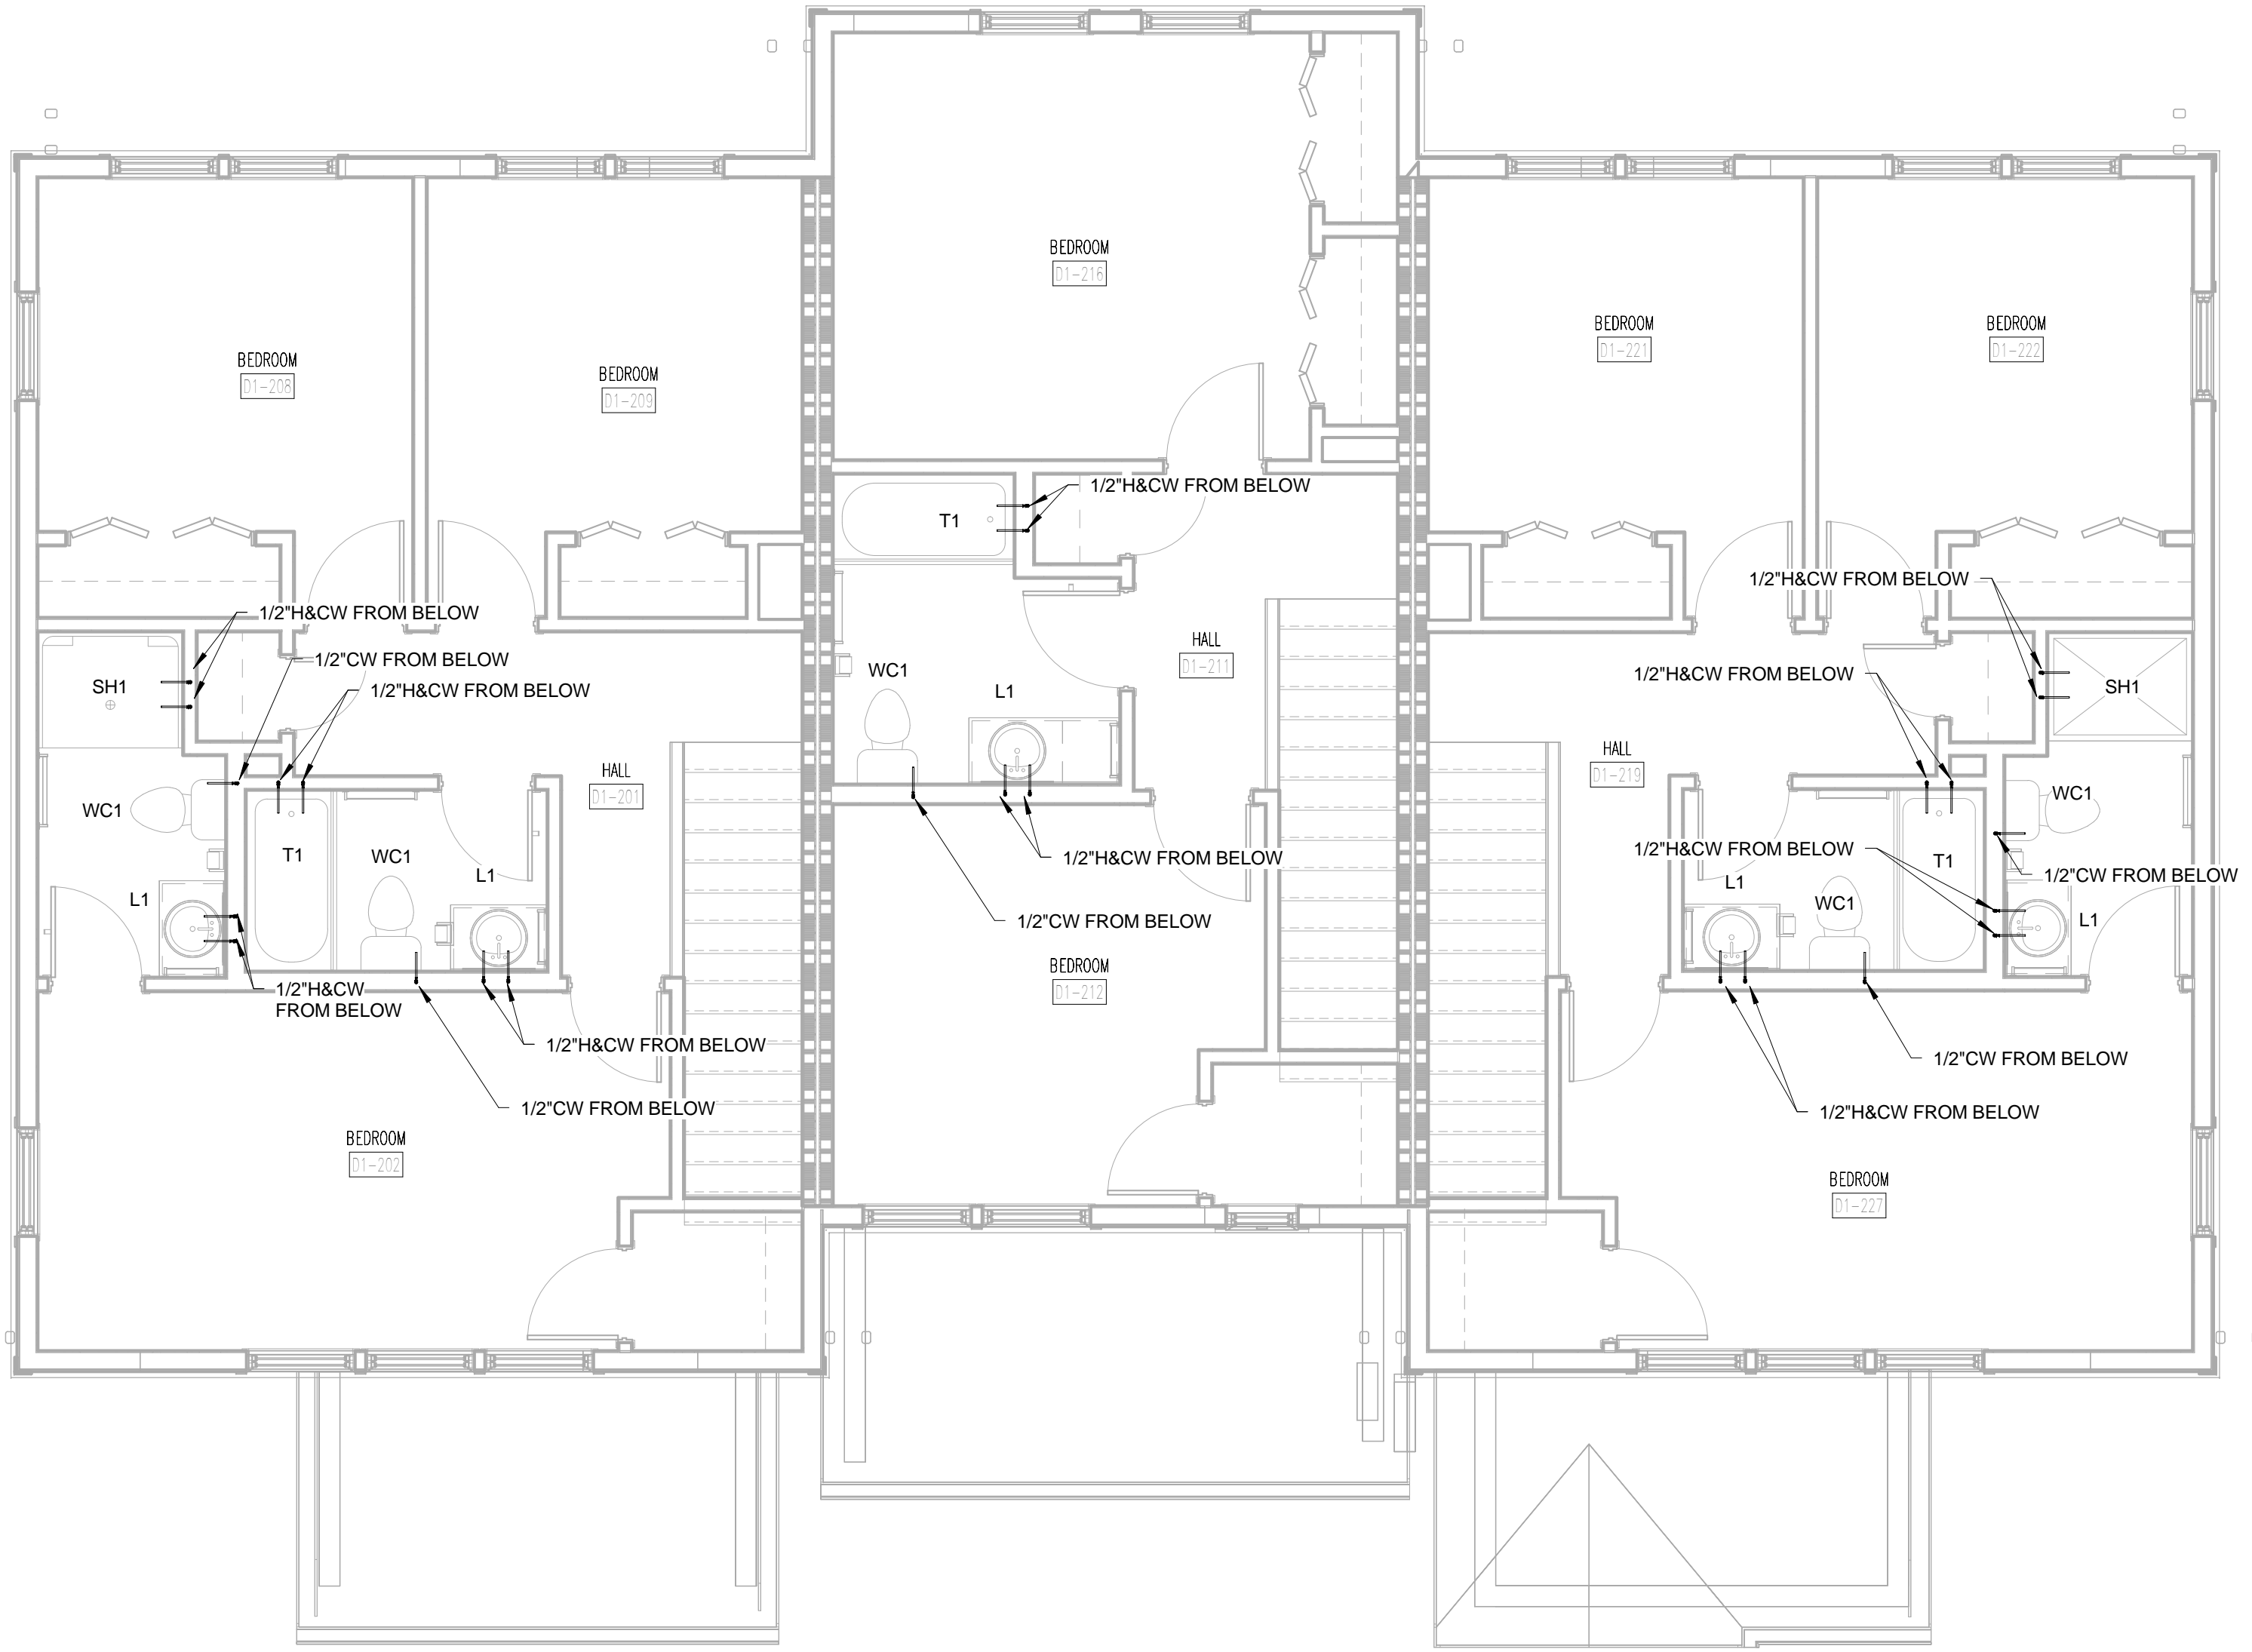 BEDROOM
D1-216
BEDROOM
D1-208
BEDROOM
D1-209
BEDROOM
D1-221
BEDROOM
D1-222
1/2"H&CW FROM BELOW
T1
1/2"H&CW FROM BELOW
1/2"H&CW FROM BELOW
1/2"CW FROM BELOW
1/2"H&CW FROM BELOW
SH1
WC1
T1
WC1
L1
L1
HALL
D1-201
1/2"H&CW
FROM BELOW
1/2"H&CW FROM BELOW
1/2"CW FROM BELOW
BEDROOM
D1-202
WC1
L1
HALL
D1-211
1/2"H&CW FROM BELOW
1/2"CW FROM BELOW
BEDROOM
D1-212
1/2"H&CW FROM BELOW
SH1
HALL
D1-219
WC1
1/2"H&CW FROM BELOW
T1
1/2"CW FROM BELOW
L1
WC1
L1
1/2"CW FROM BELOW
1/2"H&CW FROM BELOW
BEDROOM
D1-227